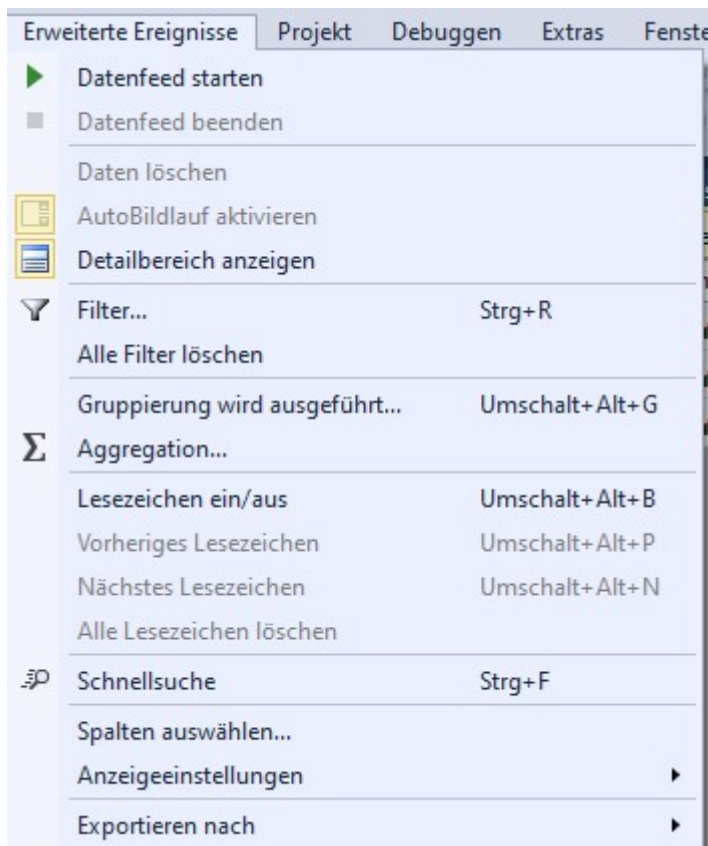 Erweiterte Ereignisse Projekt Debuggen Extras
Datenfeed starten
Datenfeed beenden
Daten löschen
AutoBildlauf aktivieren
Detailbereich anzeigen
Filter... Strg+R
Alle Filter löschen
Gruppierung wird ausgeführt... Umschalt+Alt+G
Aggregation...
Lesezeichen ein/aus Umschalt+Alt+B
Vorheriges Lesezeichen Umschalt+Alt+P
Nächstes Lesezeichen Umschalt+Alt+N
Alle Lesezeichen löschen
Schnellsuche Strg+F
Spalten auswählen...
Anzeigeeinstellungen
Exportieren nach